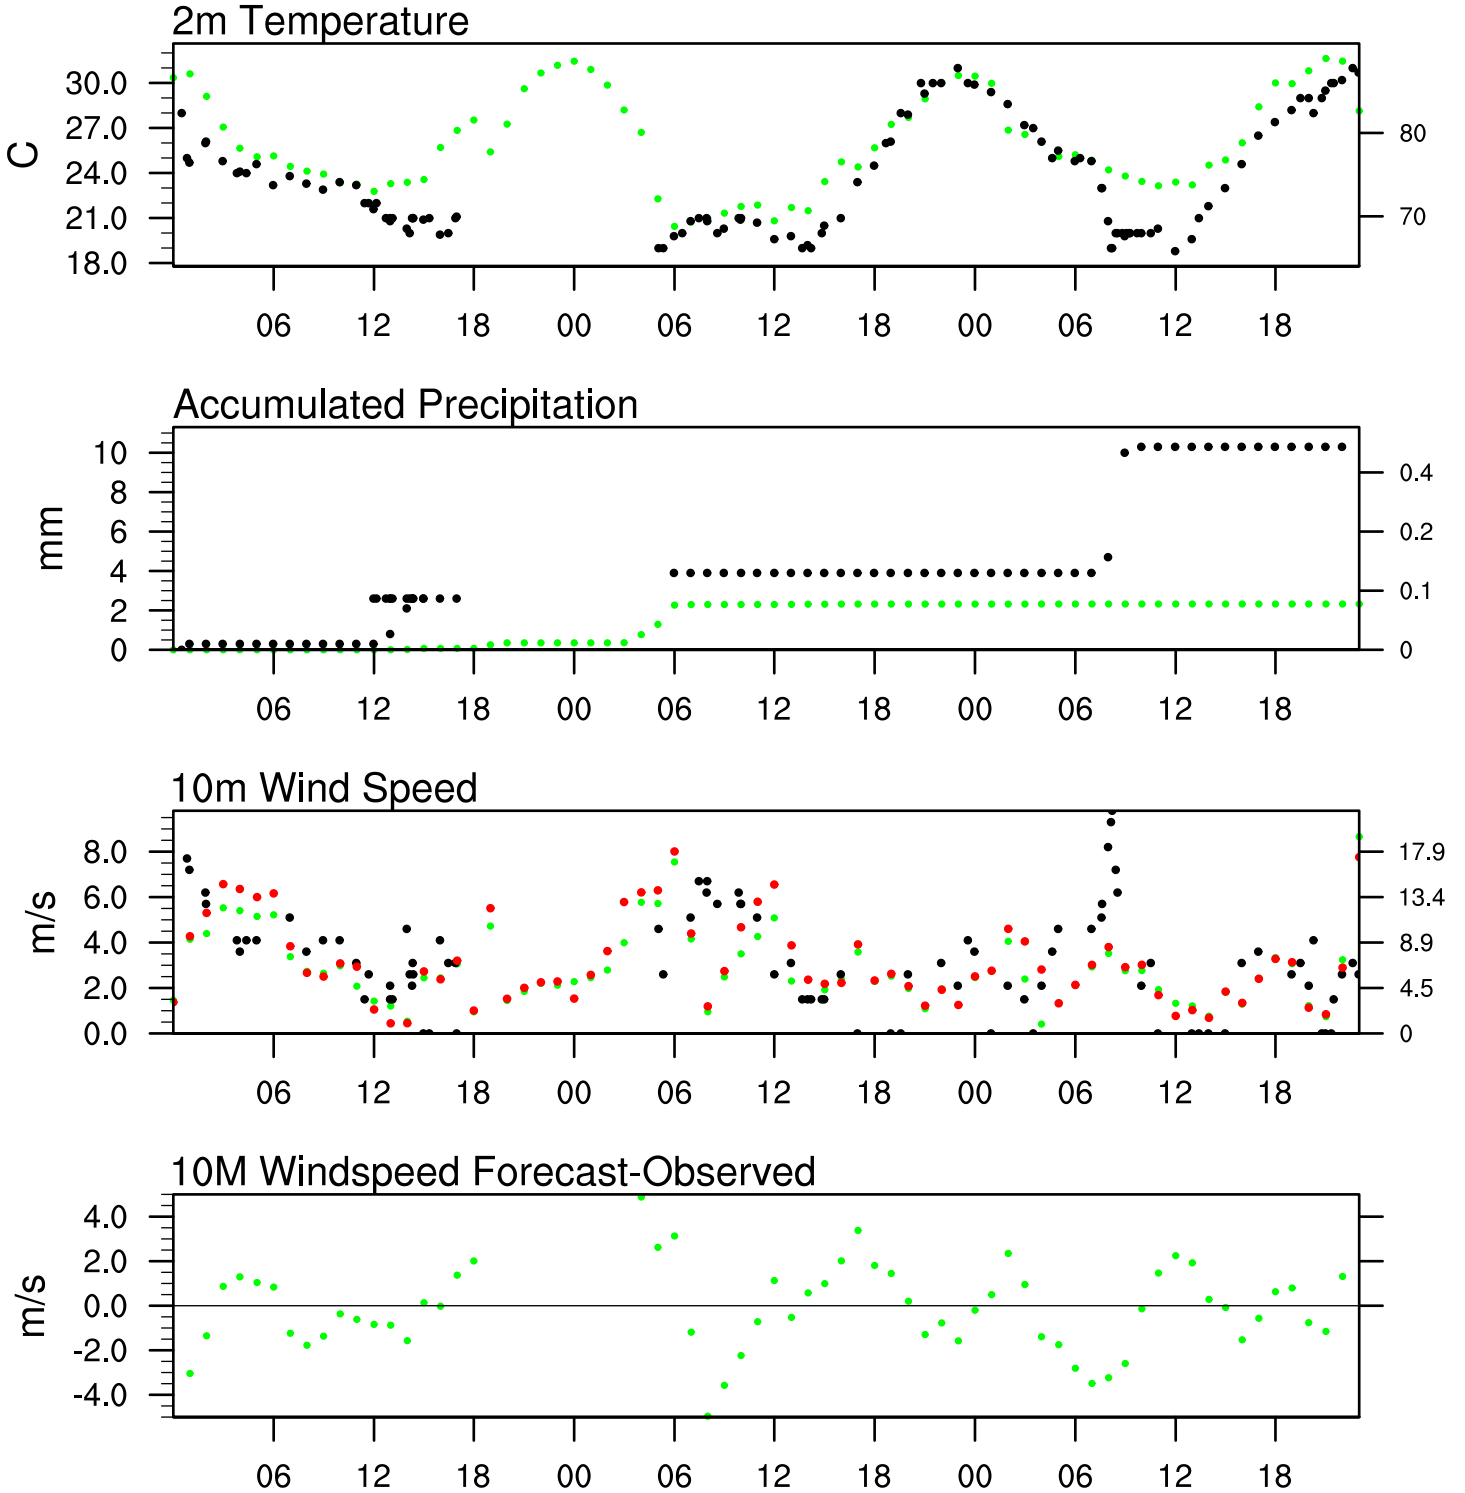 2m Temperature
30.0
27.0
80
24.0
C
21.0
70
18.0
06 12 18 00 06 12 18 00 06 12 18
Accumulated Precipitation
10
0.4
8
6
0.2
mm
4
0.1
2
0
0
06 12 18 00 06 12 18 00 06 12 18
10m Wind Speed
8.0
17.9
6.0
13.4
m/s
4.0
8.9
2.0
4.5
0.0
0
06 12 18 00 06 12 18 00 06 12 18
10M Windspeed Forecast-Observed
4.0
2.0
m/s
0.0
-2.0
-4.0
06 12 18 00 06 12 18 00 06 12 18